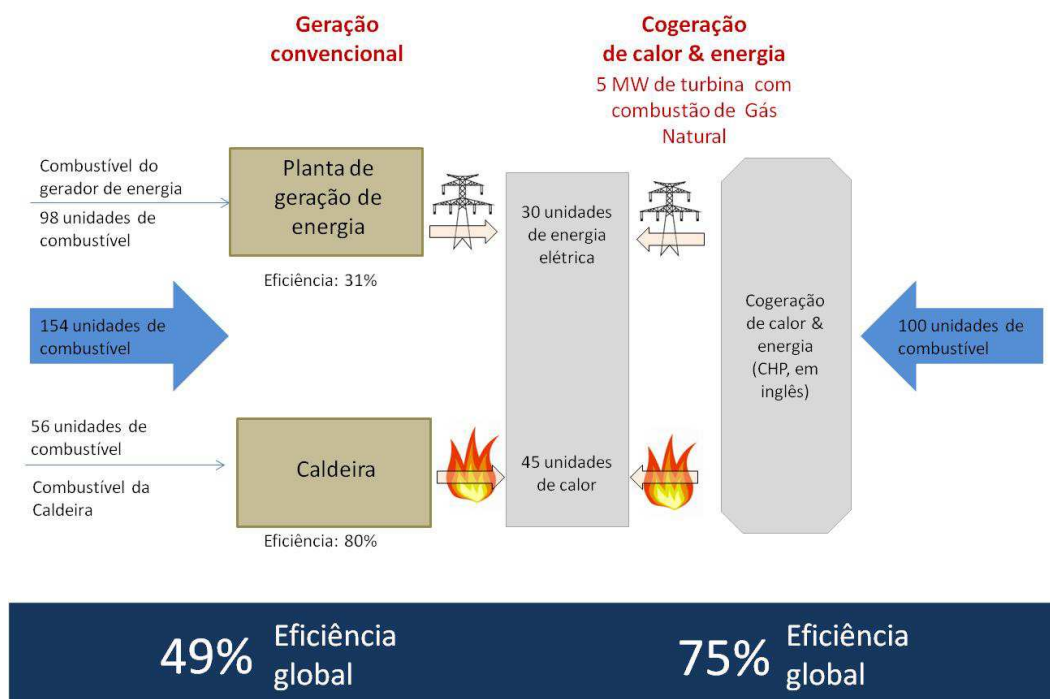 Geração
convencional
Cogeração
de calor & energia
5 MW de turbina com
combustão de Gás
Natural
Combustível do
gerador de energia
98 unidades de
combustível
Planta de
geração de
energia
Eficiência: 31%
30 unidades
de energia
elétrica
154 unidades de
combustível
Cogeração
de calor &
energia
(CHP, em
inglês)
100 unidades de
combustível
56 unidades de
combustível
Combustível da
Caldeira
Caldeira
Eficiência: 80%
45 unidades
de calor
49%
Eficiência
global
75%
Eficiência
global